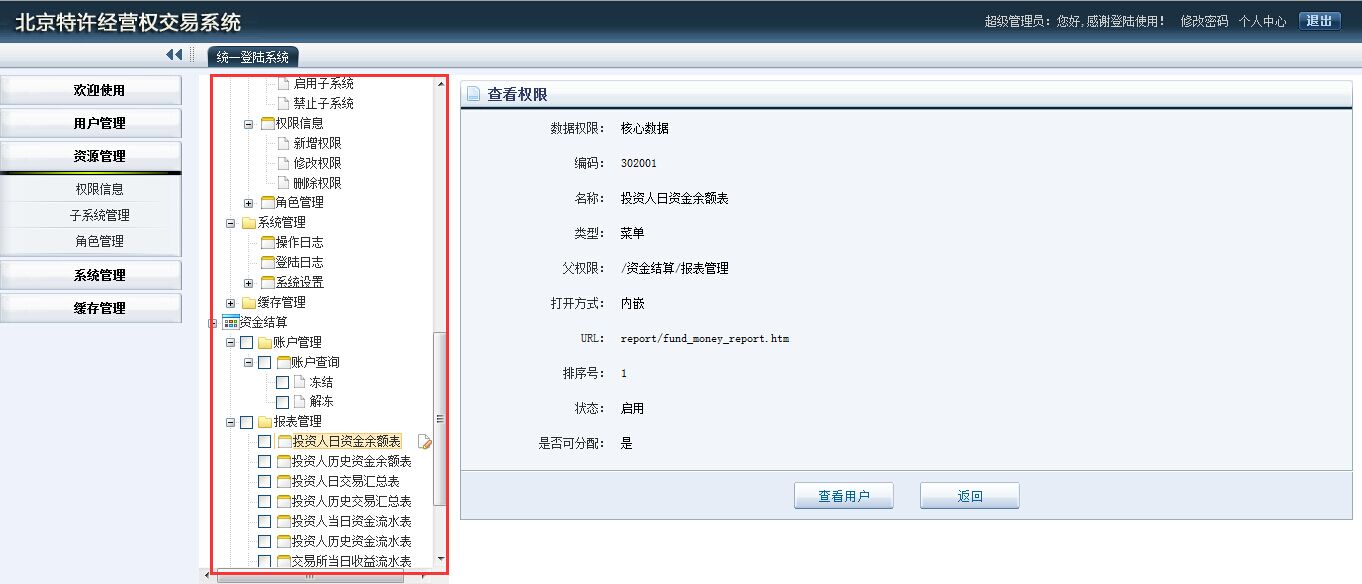 北京特许经营权交易系统
超级管理员：您好,感谢登陆使用！ 修改密码 个人中心 退出
统一登陆系统
欢迎使用
用户管理
资源管理
权限信息
子系统管理
角色管理
系统管理
缓存管理
启用子系统
禁止子系统
权限信息
新增权限
修改权限
删除权限
角色管理
系统管理
操作日志
登陆日志
系统设置
缓存管理
资金结算
账户管理
账户查询
冻结
解冻
报表管理
投资人日资金余额表
投资人历史资金余额表
投资人日交易汇总表
投资人历史交易汇总表
投资人当日资金流水表
投资人历史资金流水表
交易所当日收益流水表
查看权限
数据权限： 核心数据
编码： 302001
名称： 投资人日资金余额表
类型： 菜单
父权限： /资金结算/报表管理
打开方式： 内嵌
URL: report/fund_money_report.htm
排序号： 1
状态： 启用
是否可分配： 是
查看用户 返回